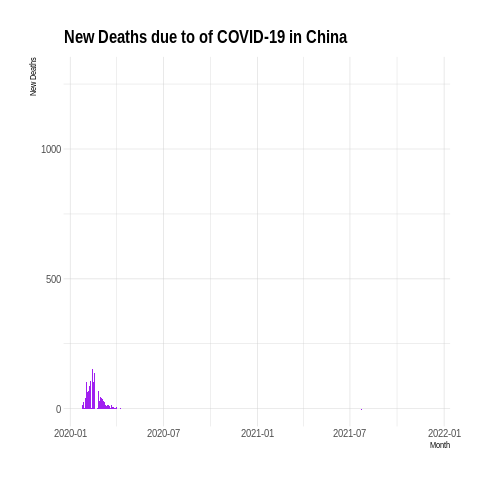 New Deaths due to of COVID-19 in China
New Deaths
1000
500
0
2020-01 2020-07 2021-01 2021-07 2022-01
Month